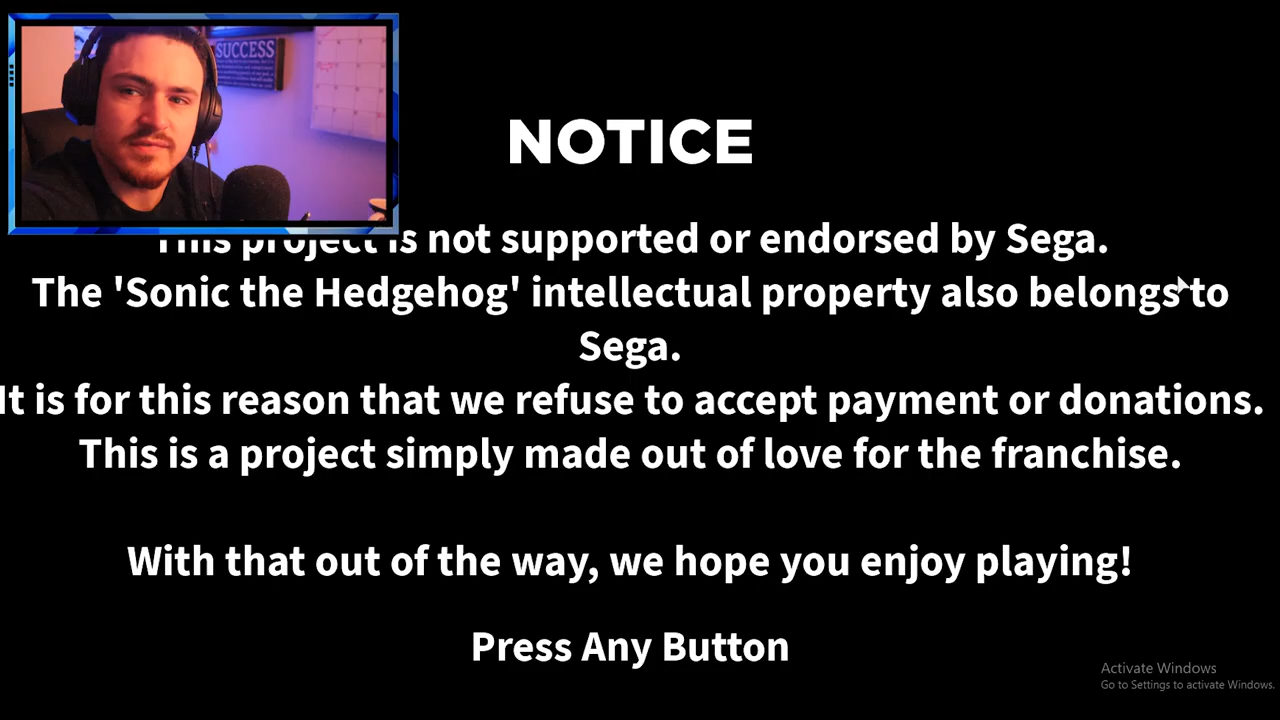 SUCCESS
NOTICE
This project is not supported or endorsed by Sega.
The 'Sonic the Hedgehog' intellectual property also belongs to
Sega.
It is for this reason that we refuse to accept payment or donations.
This is a project simply made out of love for the franchise.
With that out of the way, we hope you enjoy playing!
Press Any Button
Activate Windows
Go to Settings to activate Windows.